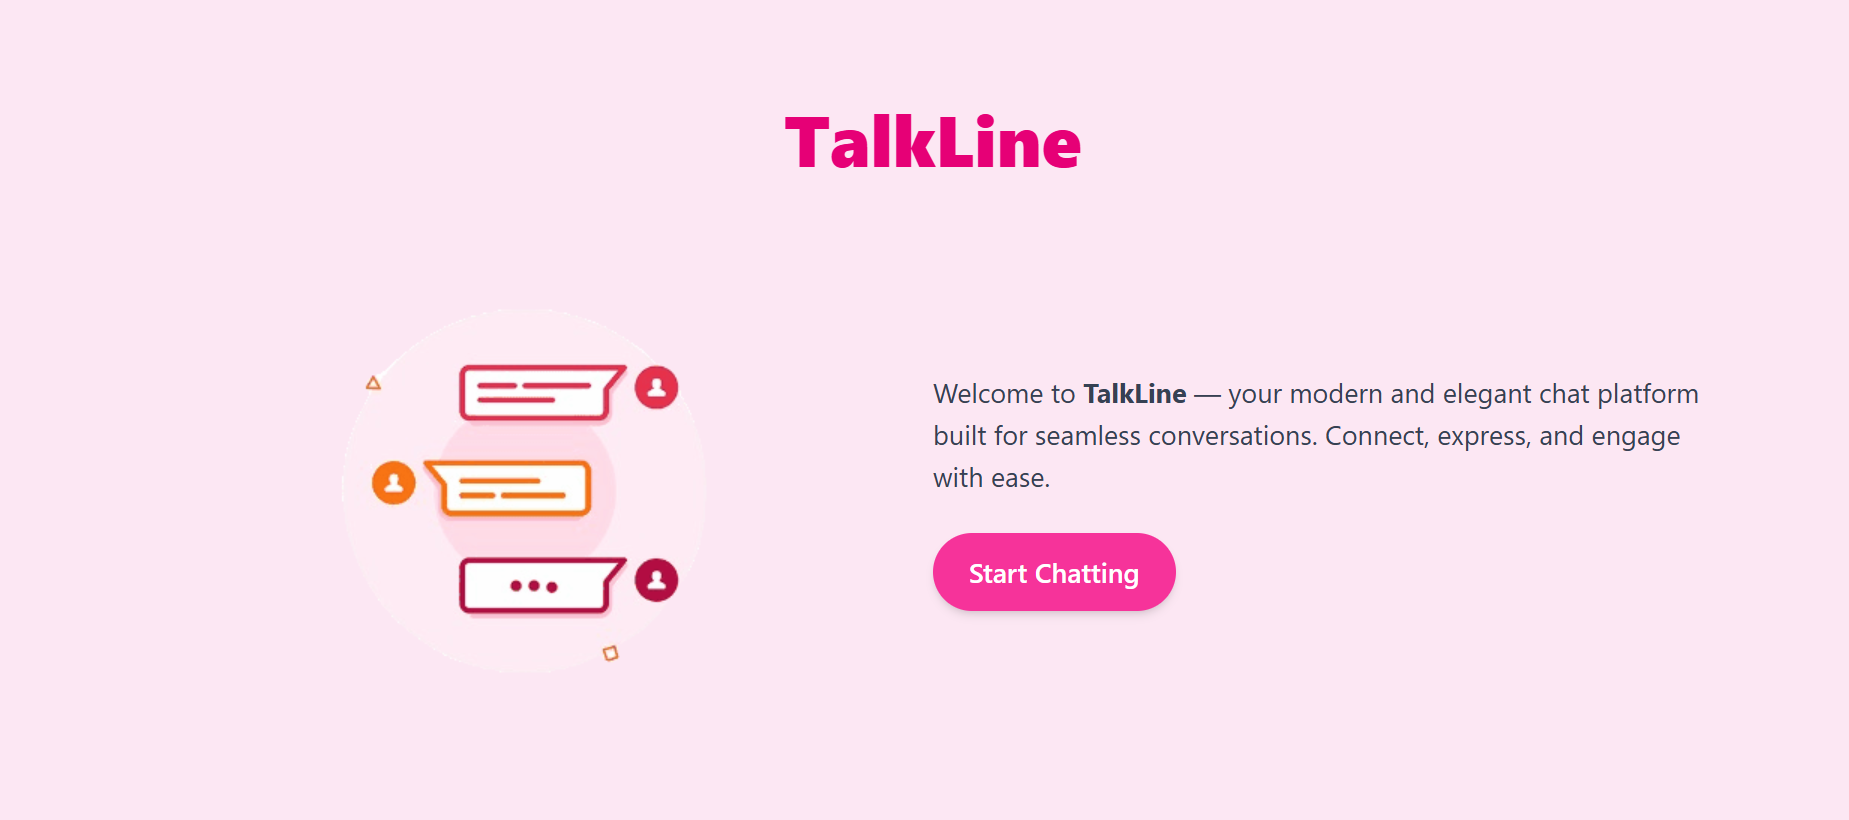 TalkLine
Welcome to TalkLine — your modern and elegant chat platform
built for seamless conversations. Connect, express, and engage
with ease.
Start Chatting